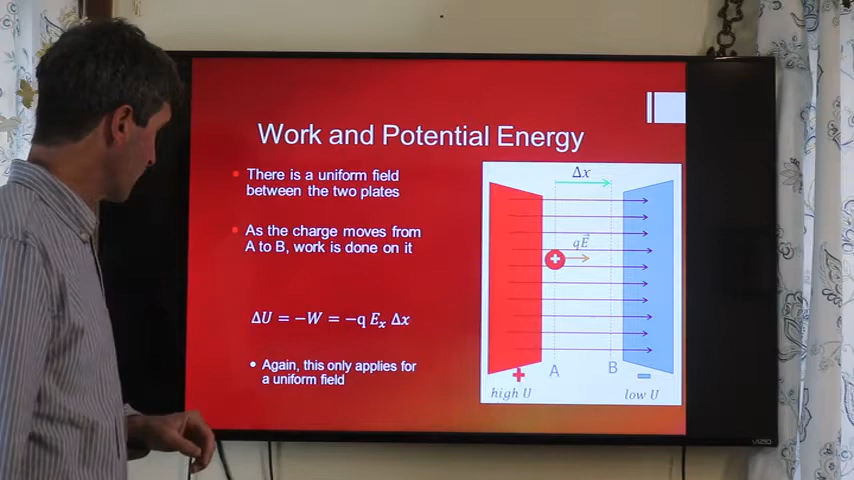 Work and Potential Energy
There is a uniform field
between the two plates
As the charge moves from
A to B, work is done on it
ΔU = −W = −q Eₓ Δx
Again, this only applies for
a uniform field
Δx
qE⃗
+
+ A B −
high U low U
VIZIO